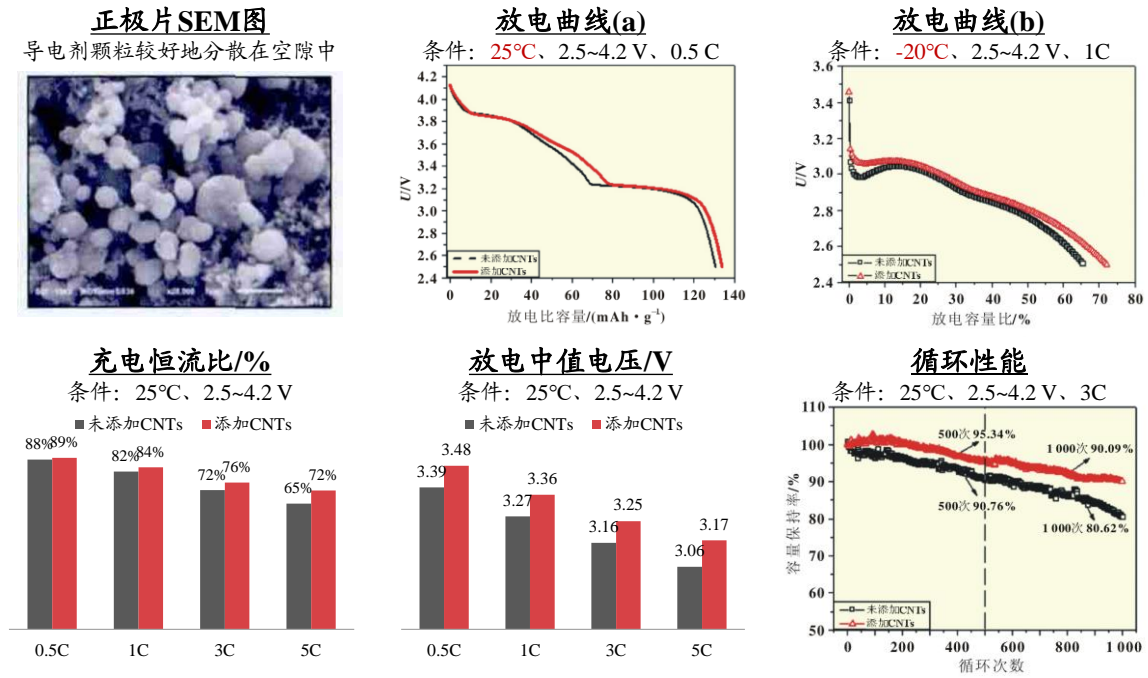 正极片SEM图
导电剂颗粒较好地分散在空隙中
放电曲线(a)
条件：25℃、2.5~4.2 V、0.5 C
4.2
4.0
3.8
3.6
3.4
3.2
3.0
2.8
2.6
2.4
U/V
未添加CNTs
添加CNTs
0 20 40 60 80 100 120 140
放电比容量/(mAh·g⁻¹)
放电曲线(b)
条件：-20℃、2.5~4.2 V、1C
3.6
3.4
3.2
3.0
2.8
2.6
2.4
U/V
未添加CNTs
添加CNTs
0 10 20 30 40 50 60 70 80
放电容量比/%
充电恒流比/%
条件：25℃、2.5~4.2 V
未添加CNTs 添加CNTs
88% 89% 82% 84% 72% 76% 65% 72%
0.5C 1C 3C 5C
放电中值电压/V
条件：25℃、2.5~4.2 V
未添加CNTs 添加CNTs
3.39 3.48 3.27 3.36 3.16 3.25 3.06 3.17
0.5C 1C 3C 5C
循环性能
条件：25℃、2.5~4.2 V、3C
110
100
90
80
70
60
50
容量保持率/%
500次 95.34%
1 000次 90.09%
500次 90.76%
1 000次 80.62%
未添加CNTs
添加CNTs
0 200 400 600 800 1 000
循环次数